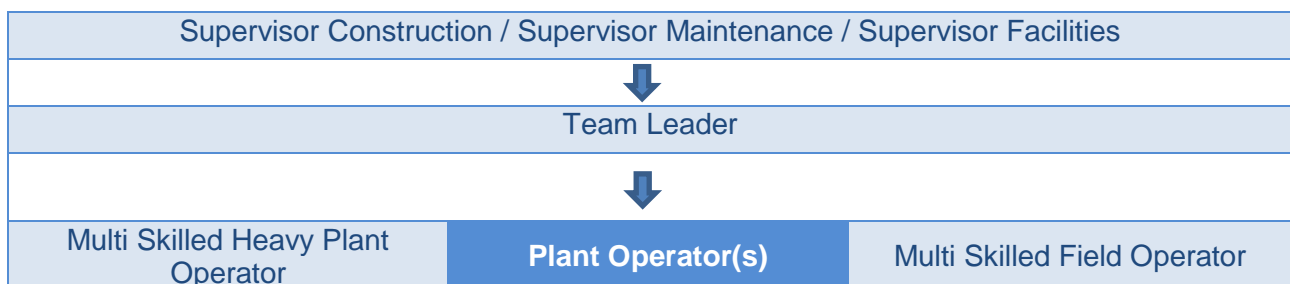 Supervisor Construction / Supervisor Maintenance / Supervisor Facilities
Team Leader
Multi Skilled Heavy Plant
Operator
Plant Operator(s)
Multi Skilled Field Operator